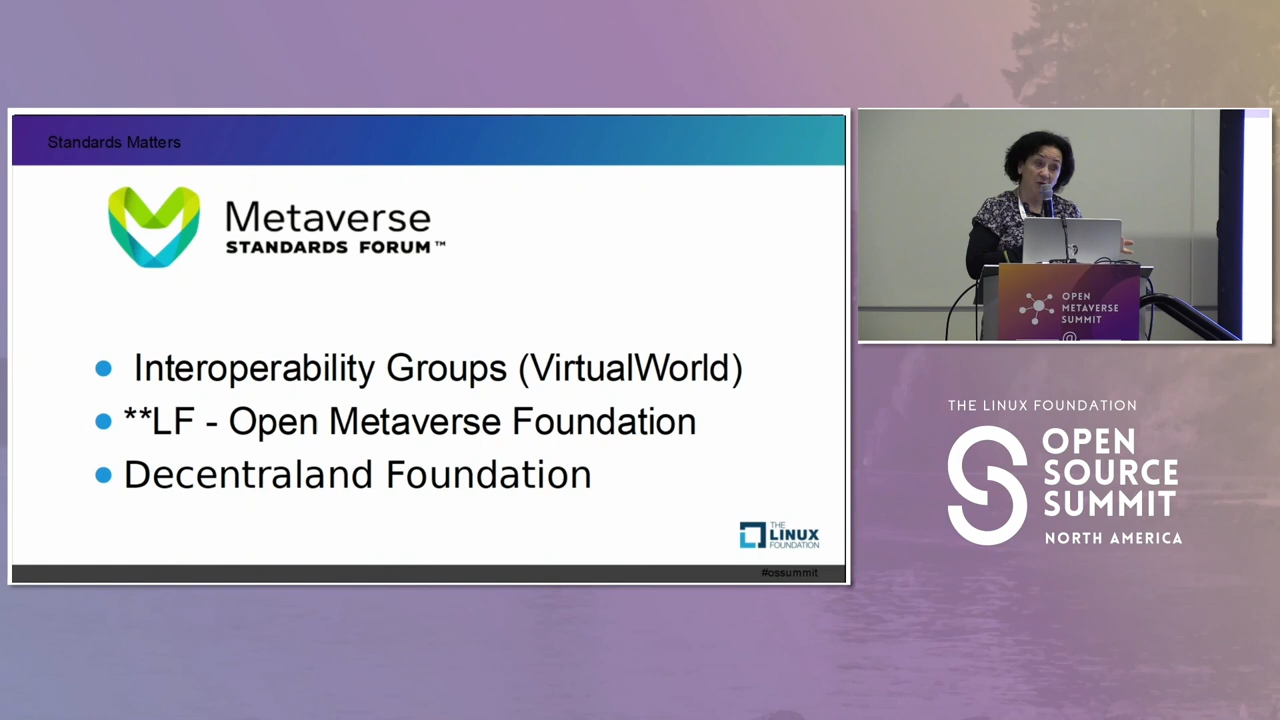 Standards Matters
Metaverse
STANDARDS FORUM™
Interoperability Groups (VirtualWorld)
**LF - Open Metaverse Foundation
Decentraland Foundation
THE
LINUX
FOUNDATION
#ossummit
OPEN
METAVERSE
SUMMIT
@
THE LINUX FOUNDATION
OPEN
SOURCE
SUMMIT
NORTH AMERICA